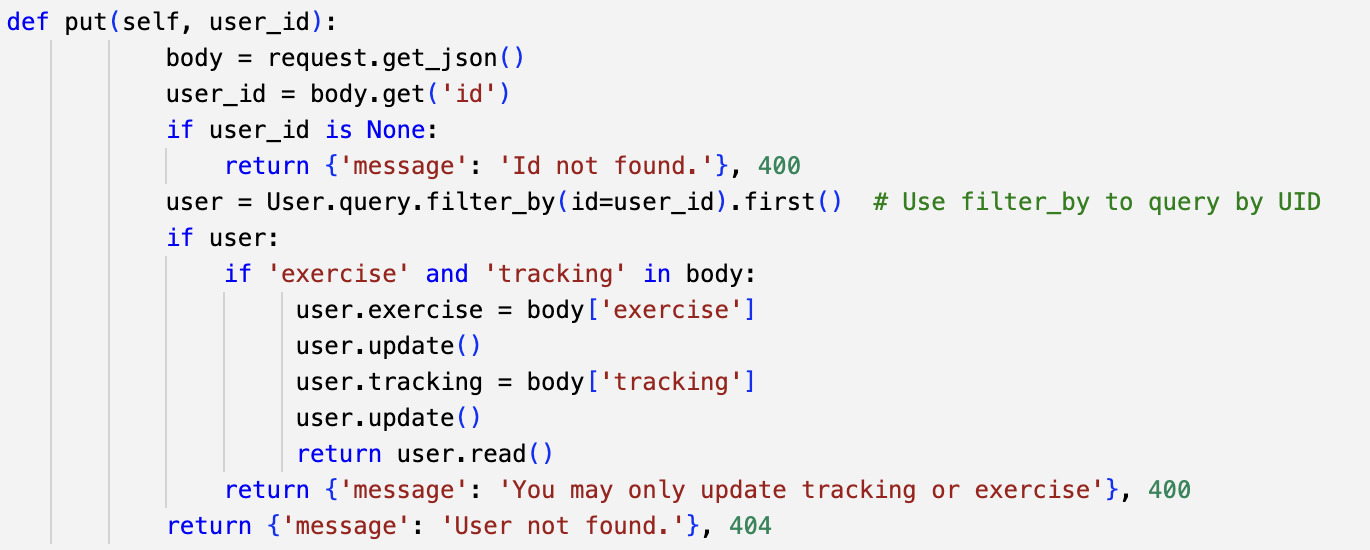 def put(self, user_id):
body = request.get_json()
user_id = body.get('id')
if user_id is None:
return {'message': 'Id not found.'}, 400
user = User.query.filter_by(id=user_id).first()  # Use filter_by to query by UID
if user:
if 'exercise' and 'tracking' in body:
user.exercise = body['exercise']
user.update()
user.tracking = body['tracking']
user.update()
return user.read()
return {'message': 'You may only update tracking or exercise'}, 400
return {'message': 'User not found.'}, 404